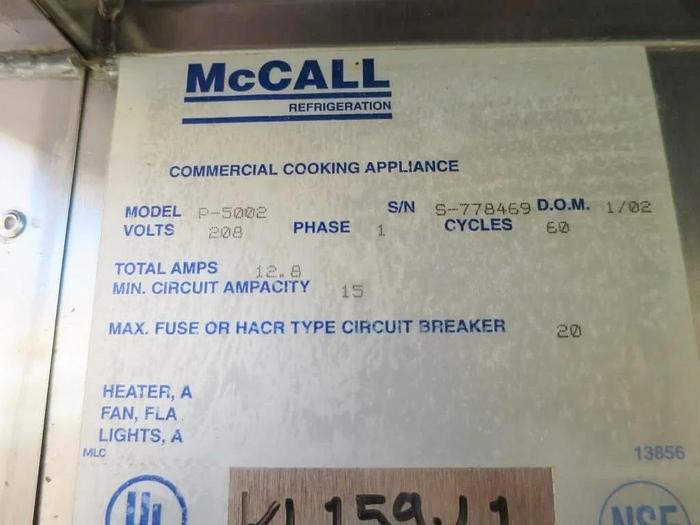 McCALL
REFRIGERATION
COMMERCIAL COOKING APPLIANCE
MODEL P-5002 S/N S-778469 D.O.M. 1/02
VOLTS 208 PHASE 1 CYCLES 60
TOTAL AMPS 12.8
MIN. CIRCUIT AMPACITY 15
MAX. FUSE OR HACR TYPE CIRCUIT BREAKER 20
HEATER, A
FAN, FLA
LIGHTS, A
MLC 13856
UL NSF